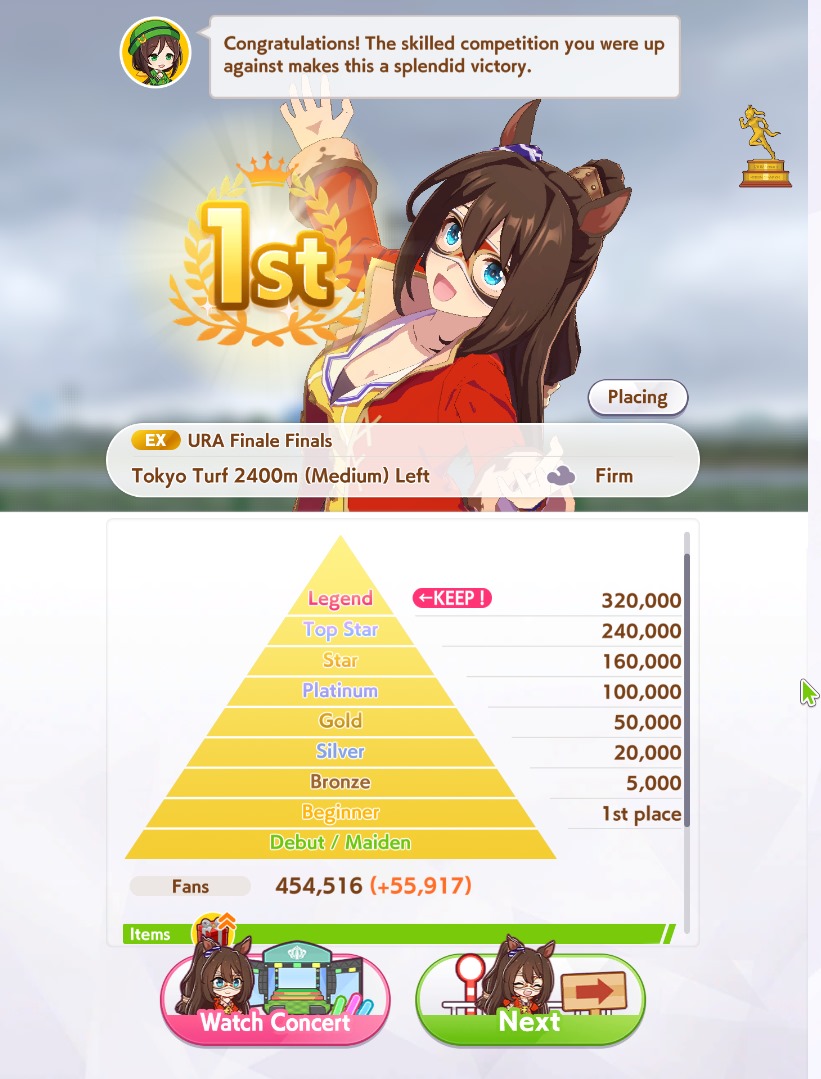 Congratulations! The skilled competition you were up
against makes this a splendid victory.
1st
Placing
EX URA Finale Finals
Tokyo Turf 2400m (Medium) Left Firm
Legend ←KEEP! 320,000
Top Star 240,000
Star 160,000
Platinum 100,000
Gold 50,000
Silver 20,000
Bronze 5,000
Beginner 1st place
Debut / Maiden
Fans 454,516 (+55,917)
Items
Watch Concert
Next